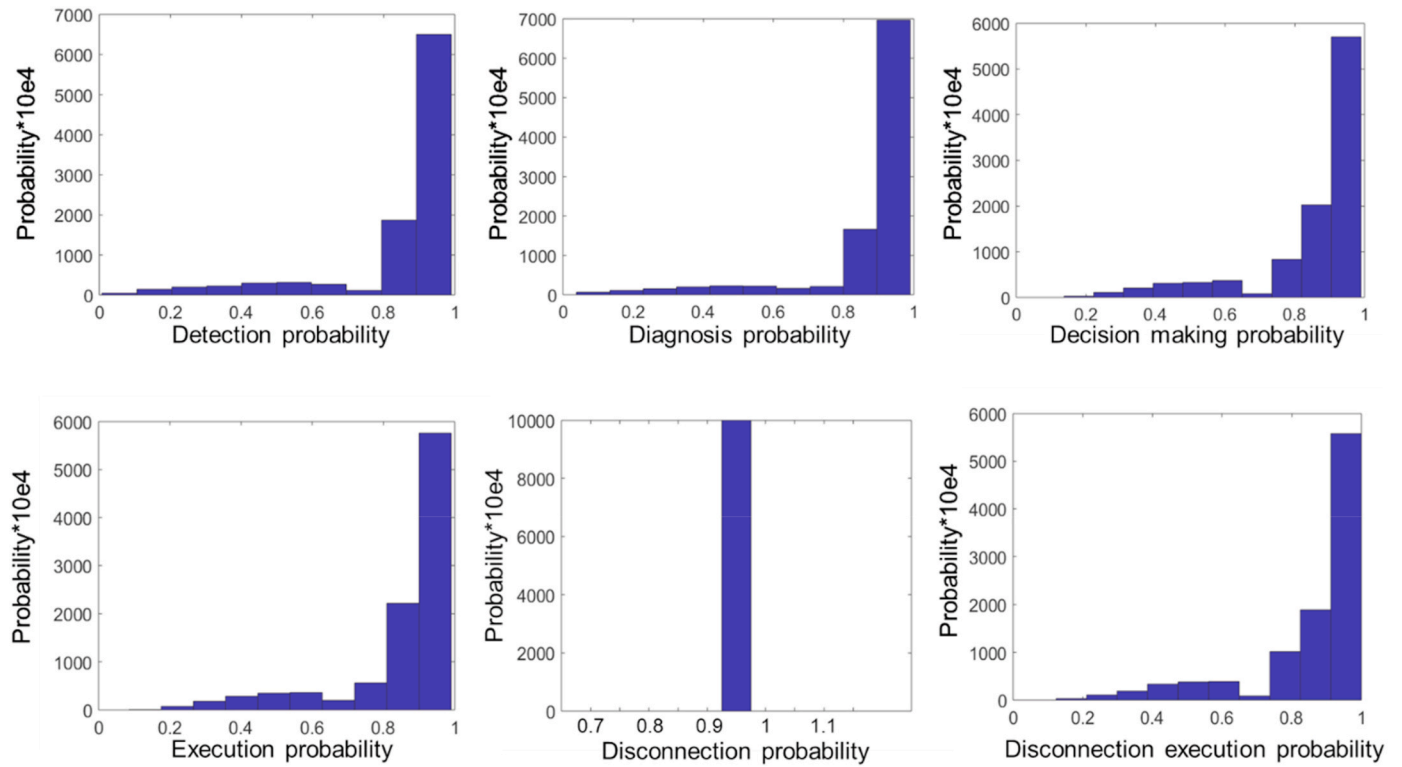 7000
6000
5000
4000
3000
2000
1000
0
Probability*10e4
0 0.2 0.4 0.6 0.8 1
Detection probability
7000
6000
5000
4000
3000
2000
1000
0
Probability*10e4
0 0.2 0.4 0.6 0.8 1
Diagnosis probability
6000
5000
4000
3000
2000
1000
0
Probability*10e4
0 0.2 0.4 0.6 0.8 1
Decision making probability
6000
5000
4000
3000
2000
1000
0
Probability*10e4
0 0.2 0.4 0.6 0.8 1
Execution probability
10000
8000
6000
4000
2000
0
Probability*10e4
0.7 0.8 0.9 1 1.1
Disconnection probability
6000
5000
4000
3000
2000
1000
0
Probability*10e4
0 0.2 0.4 0.6 0.8 1
Disconnection execution probability